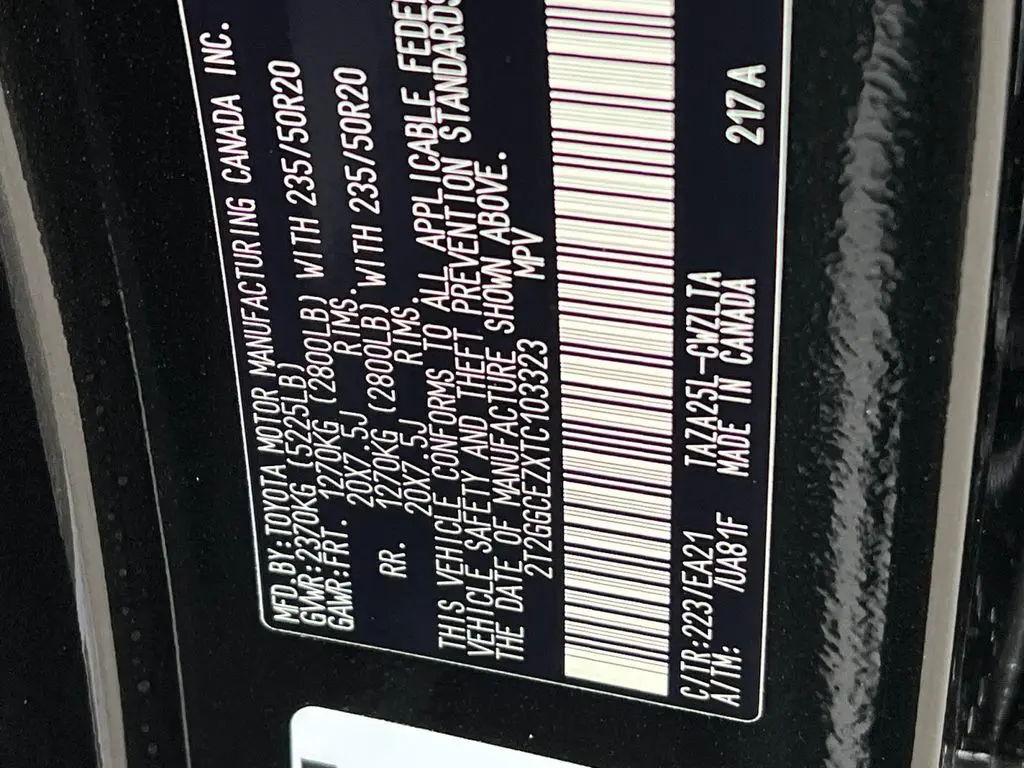 MFD.BY:TOYOTA MOTOR MANUFACTURING CANADA INC.
GVWR:2370KG (5225LB)
GAWR:FRT. 1270KG (2800LB) WITH 235/50R20
20X7.5J RIMS.
RR. 1270KG (2800LB) WITH 235/50R20
20X7.5J RIMS.
THIS VEHICLE CONFORMS TO ALL APPLICABLE FEDE
VEHICLE SAFETY AND THEFT PREVENTION STANDARDS
THE DATE OF MANUFACTURE SHOWN ABOVE.
2T2GGCEZXTC103323 MPV
C/TR:223/EA21 TAZA25L-CWZLTA 217A
A/TM: /UA81F MADE IN CANADA